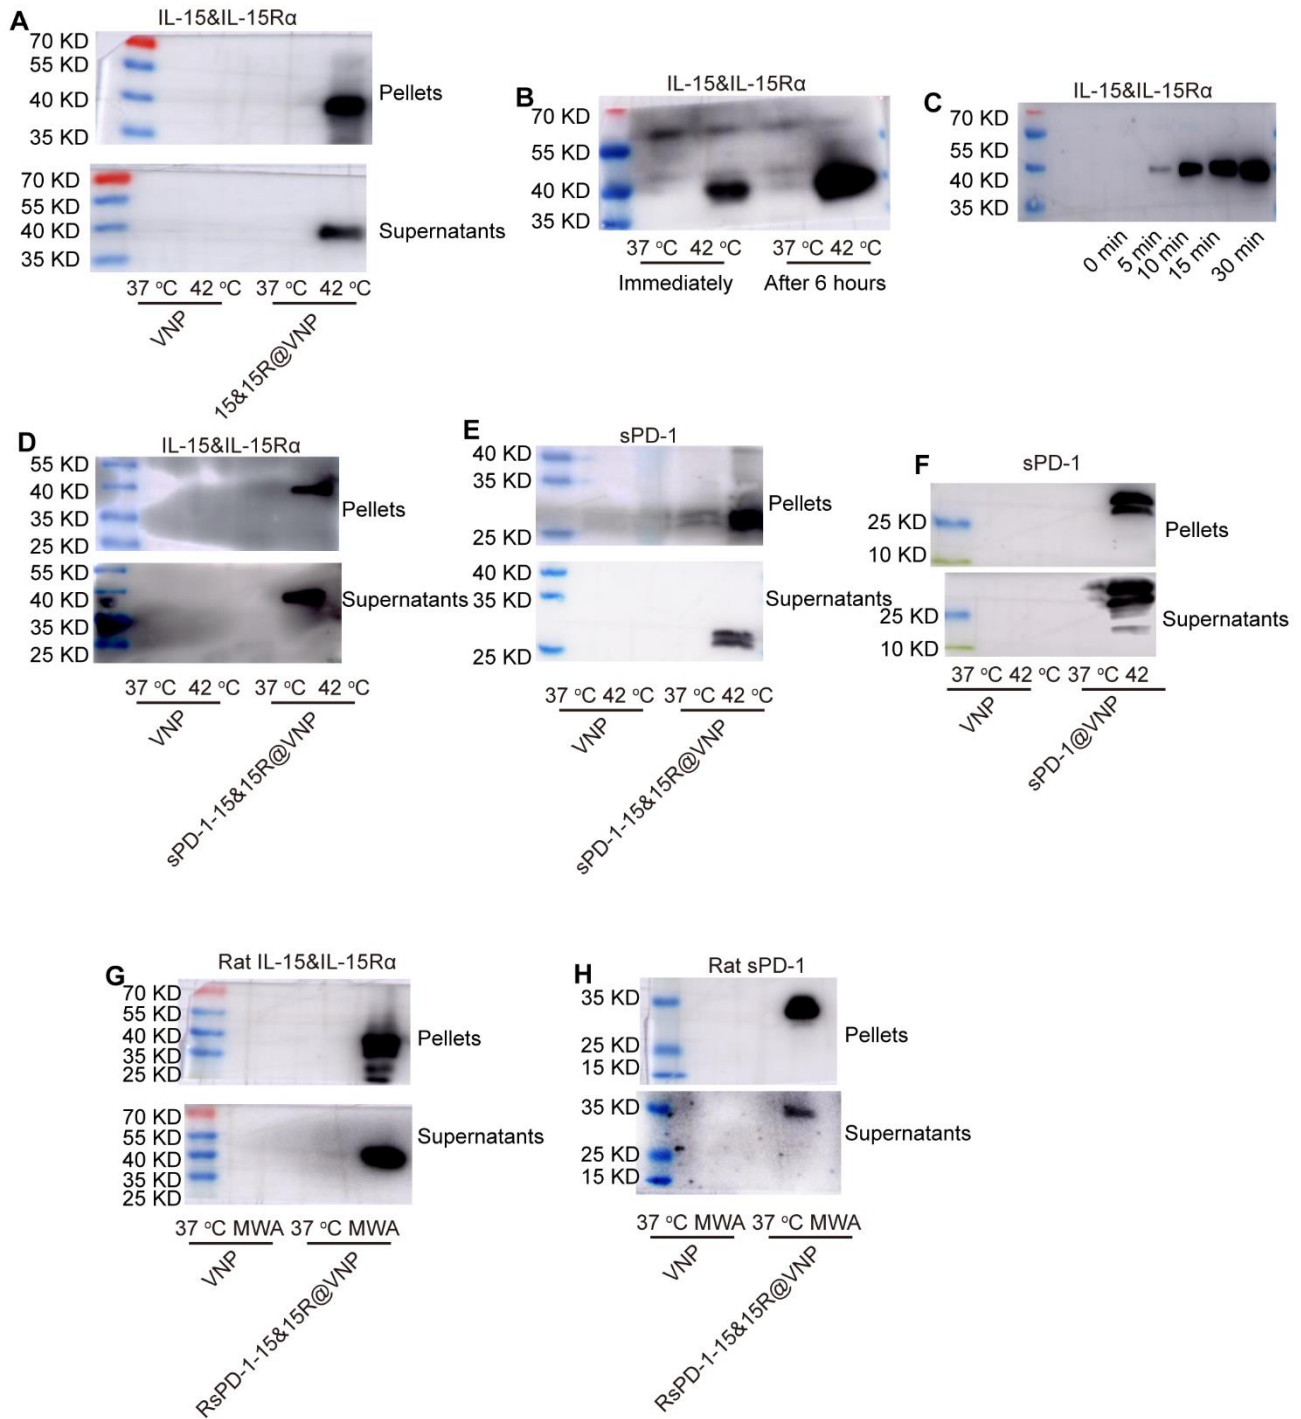 A
IL-15&IL-15Rα
70 KD
55 KD
40 KD
35 KD
Pellets
70 KD
55 KD
40 KD
35 KD
Supernatants
37 °C 42 °C 37 °C 42 °C
VNP
15&15R@VNP
B
IL-15&IL-15Rα
70 KD
55 KD
40 KD
35 KD
37 °C 42 °C 37 °C 42 °C
Immediately After 6 hours
C
IL-15&IL-15Rα
70 KD
55 KD
40 KD
35 KD
0 min
5 min
10 min
15 min
30 min
D
IL-15&IL-15Rα
55 KD
40 KD
35 KD
25 KD
Pellets
55 KD
40 KD
35 KD
25 KD
Supernatants
37 °C 42 °C 37 °C 42 °C
VNP
sPD-1-15&15R@VNP
E
sPD-1
40 KD
35 KD
25 KD
Pellets
40 KD
35 KD
25 KD
Supernatants
37 °C 42 °C 37 °C 42 °C
VNP
sPD-1-15&15R@VNP
F
sPD-1
25 KD
10 KD
Pellets
25 KD
10 KD
Supernatants
37 °C 42 °C 37 °C 42
VNP
sPD-1@VNP
G
Rat IL-15&IL-15Rα
70 KD
55 KD
40 KD
35 KD
25 KD
Pellets
70 KD
55 KD
40 KD
35 KD
25 KD
Supernatants
37 °C MWA 37 °C MWA
VNP
RsPD-1-15&15R@VNP
H
Rat sPD-1
35 KD
25 KD
15 KD
Pellets
35 KD
25 KD
15 KD
Supernatants
37 °C MWA 37 °C MWA
VNP
RsPD-1-15&15R@VNP